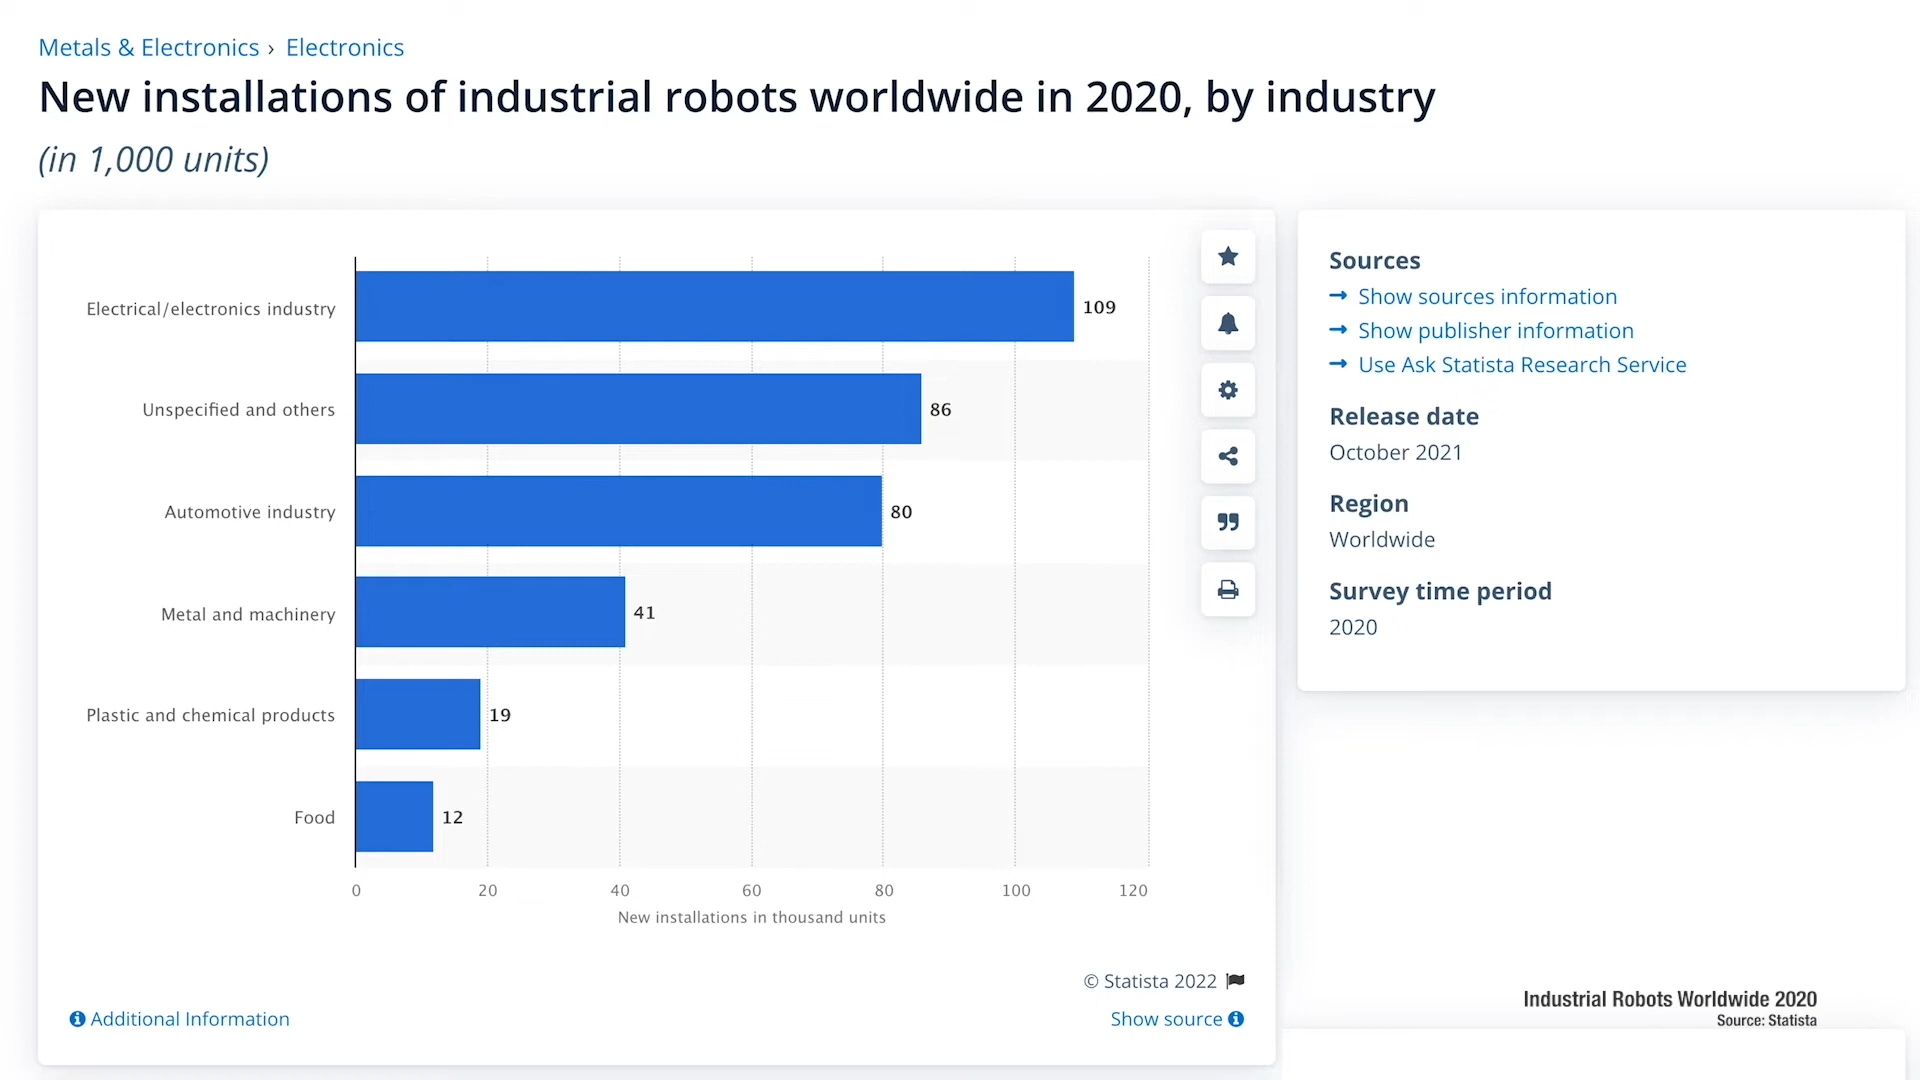 Metals & Electronics › Electronics
New installations of industrial robots worldwide in 2020, by industry
(in 1,000 units)
Electrical/electronics industry
109
Unspecified and others
86
Automotive industry
80
Metal and machinery
41
Plastic and chemical products
19
Food
12
0 20 40 60 80 100 120
New installations in thousand units
© Statista 2022
Additional Information
Show source
Sources
Show sources information
Show publisher information
Use Ask Statista Research Service
Release date
October 2021
Region
Worldwide
Survey time period
2020
Industrial Robots Worldwide 2020
Source: Statista